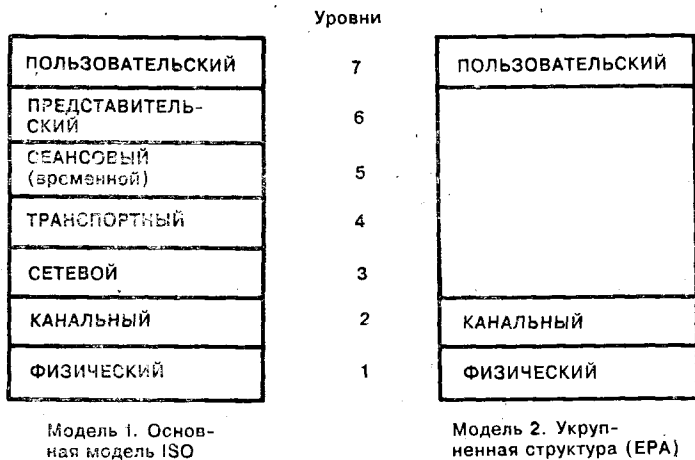 Уровни
ПОЛЬЗОВАТЕЛЬСКИЙ 7 ПОЛЬЗОВАТЕЛЬСКИЙ
ПРЕДСТАВИТЕЛЬ-
СКИЙ 6
СЕАНСОВЫЙ
(временной) 5
ТРАНСПОРТНЫЙ 4
СЕТЕВОЙ 3
КАНАЛЬНЫЙ 2 КАНАЛЬНЫЙ
ФИЗИЧЕСКИЙ 1 ФИЗИЧЕСКИЙ
Модель 1. Основ-
ная модель ISO
Модель 2. Укруп-
ненная структура (EPA)